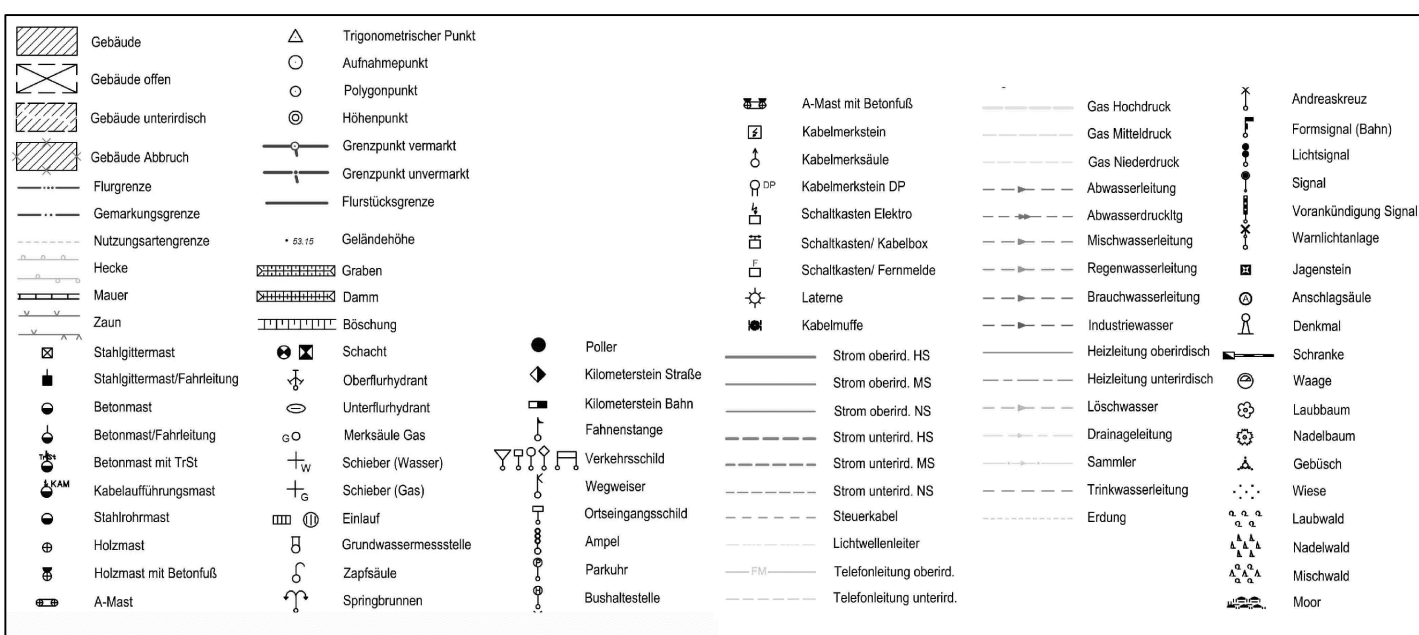 Gebäude
Gebäude offen
Gebäude unterirdisch
Gebäude Abbruch
Flurgrenze
Gemarkungsgrenze
Nutzungsartengrenze
Hecke
Mauer
Zaun
Stahlgittermast
Stahlgittermast/Fahrleitung
Betonmast
Betonmast/Fahrleitung
TrSt Betonmast mit TrSt
KAM Kabelaufführungsmast
Stahlrohrmast
Holzmast
Holzmast mit Betonfuß
A-Mast
Trigonometrischer Punkt
Aufnahmepunkt
Polygonpunkt
Höhenpunkt
Grenzpunkt vermarkt
Grenzpunkt unvermarkt
Flurstücksgrenze
53.15 Geländehöhe
Graben
Damm
Böschung
Schacht
Oberflurhydrant
Unterflurhydrant
G Merksäule Gas
W Schieber (Wasser)
G Schieber (Gas)
Einlauf
Grundwassermessstelle
Zapfsäule
Springbrunnen
Poller
Kilometerstein Straße
Kilometerstein Bahn
Fahnenstange
Verkehrsschild
Wegweiser
Ortseingangsschild
Ampel
P Parkuhr
H Bushaltestelle
A-Mast mit Betonfuß
Kabelmerkstein
Kabelmerksäule
DP Kabelmerkstein DP
Schaltkasten Elektro
Schaltkasten/ Kabelbox
F Schaltkasten/ Fernmelde
Laterne
Kabelmuffe
Strom oberird. HS
Strom oberird. MS
Strom oberird. NS
Strom unterird. HS
Strom unterird. MS
Strom unterird. NS
Steuerkabel
Lichtwellenleiter
FM Telefonleitung oberird.
Telefonleitung unterird.
Gas Hochdruck
Gas Mitteldruck
Gas Niederdruck
Abwasserleitung
Abwasserdruckltg
Mischwasserleitung
Regenwasserleitung
Brauchwasserleitung
Industriewasser
Heizleitung oberirdisch
Heizleitung unterirdisch
Löschwasser
Drainageleitung
Sammler
Trinkwasserleitung
Erdung
Andreaskreuz
Formsignal (Bahn)
Lichtsignal
Signal
Vorankündigung Signal
Warnlichtanlage
Jagenstein
A Anschlagsäule
Denkmal
Schranke
Waage
Laubbaum
Nadelbaum
Gebüsch
Wiese
Laubwald
Nadelwald
Mischwald
Moor